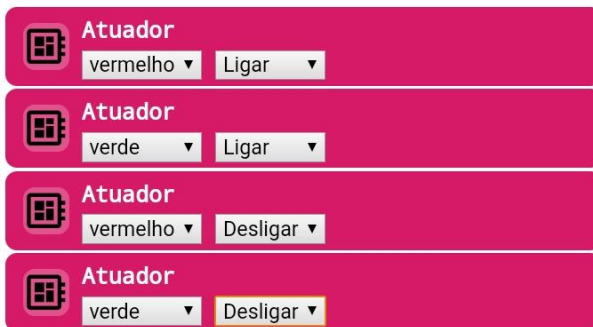 Atuador
vermelho ▼ Ligar ▼
Atuador
verde ▼ Ligar ▼
Atuador
vermelho ▼ Desligar ▼
Atuador
verde ▼ Desligar ▼